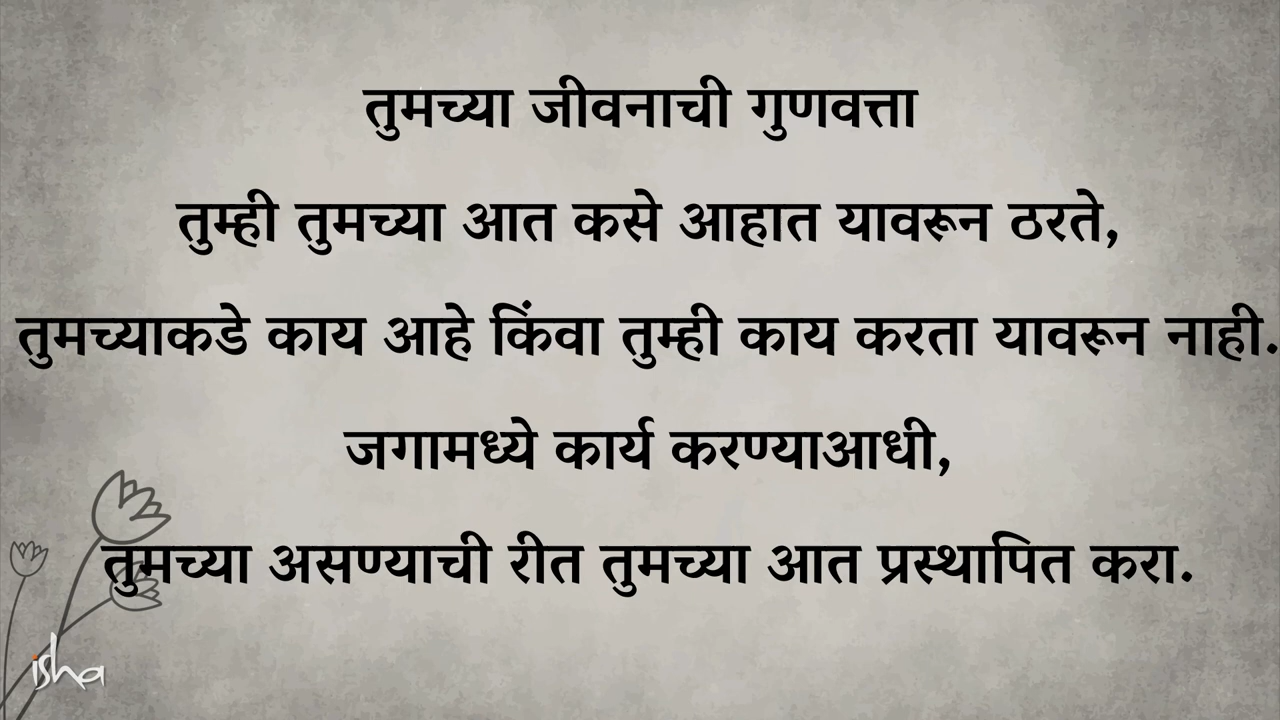 तुमच्या जीवनाची गुणवत्ता
तुम्ही तुमच्या आत कसे आहात यावरून ठरते,
तुमच्याकडे काय आहे किंवा तुम्ही काय करता यावरून नाही.
जगामध्ये कार्य करण्याआधी,
तुमच्या असण्याची रीत तुमच्या आत प्रस्थापित करा.
isha